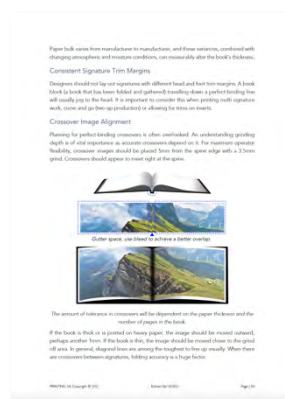 Paper bulk varies from manufacturer to manufacturer, and those variances, combined with
changing atmospheric and moisture conditions, can measurably alter the book's thickness.
Consistent Signature Trim Margins
Designers should not lay out signatures with different head and foot trim margins. A book
block (a book that has been folded and gathered) travelling down a perfect-binding line
will usually jog to the head. It is important to consider this when printing multi signature
work, come and go (two-up production) or allowing for trims on inserts.
Crossover Image Alignment
Planning for perfect-binding crossovers is often overlooked. An understanding grinding
depth is of vital importance as accurate crossovers depend on it. For maximum operator
flexibility, crossover images should be placed 5mm from the spine edge with a 3.5mm
grind. Crossovers should appear to meet right at the spine.
Gutter space, use bleed to achieve a better overlap.
The amount of tolerance in crossovers will be dependent on the paper thickness and the
number of pages in the book.
If the book is thick or is printed on heavy paper, the image should be moved outward,
perhaps another 1mm. If the book is thin, the image should be moved closer to the grind
off area. In general, diagonal lines are among the toughest to line up visually. When there
are crossovers between signatures, folding accuracy is a huge factor.
Copyright ©
Page |